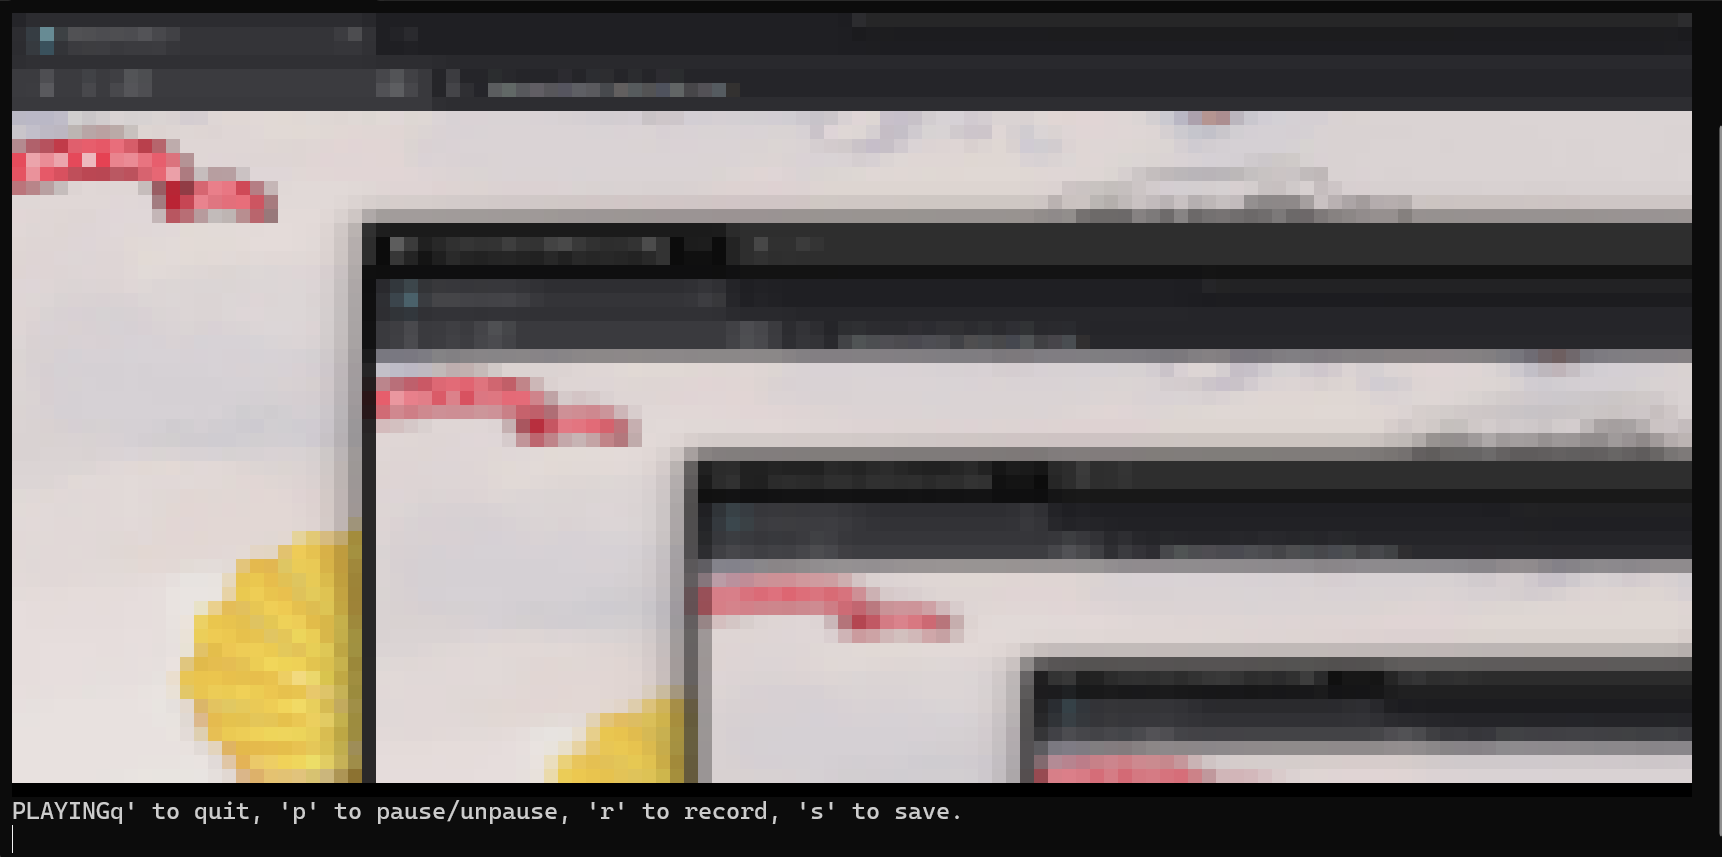 PLAYINGq' to quit, 'p' to pause/unpause, 'r' to record, 's' to save.